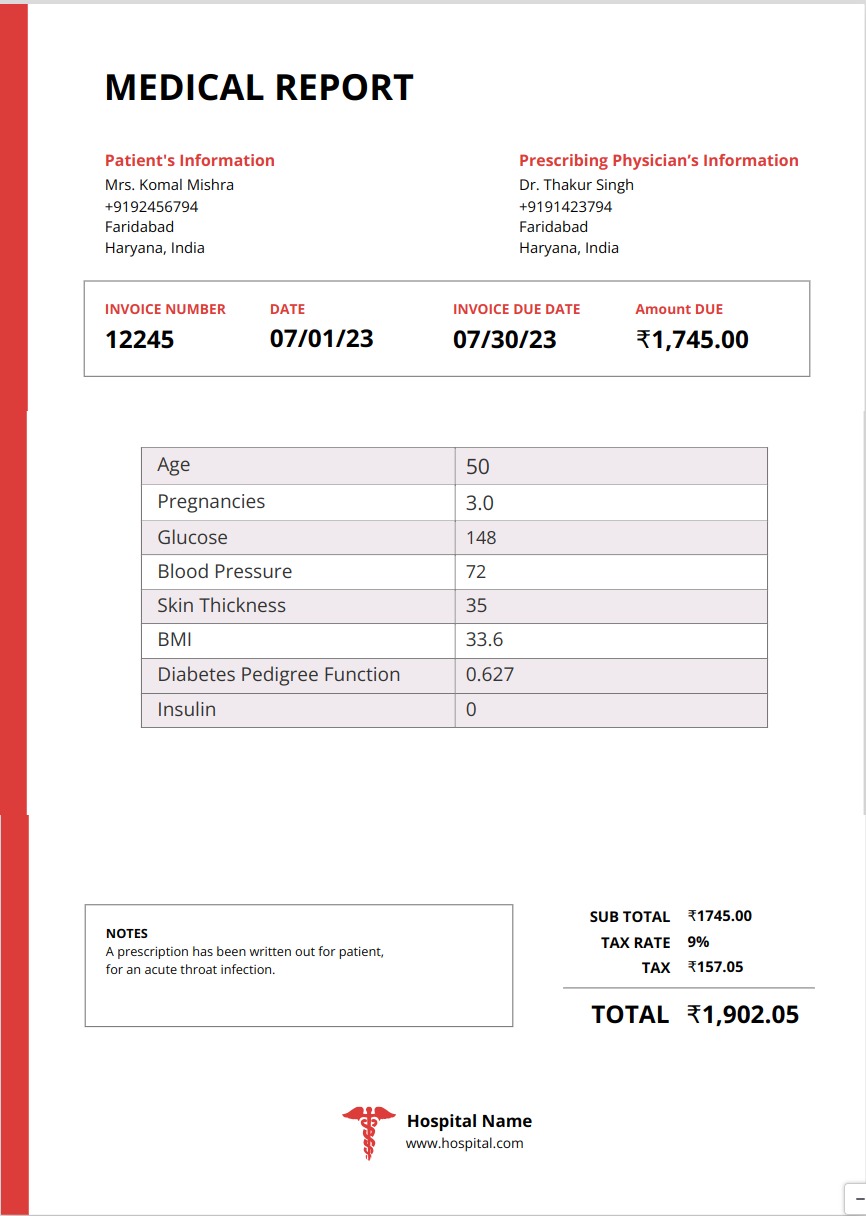 MEDICAL REPORT
Patient's Information
Mrs. Komal Mishra
+9192456794
Faridabad
Haryana, India
Prescribing Physician’s Information
Dr. Thakur Singh
+9191423794
Faridabad
Haryana, India
INVOICE NUMBER
12245
DATE
07/01/23
INVOICE DUE DATE
07/30/23
Amount DUE
₹1,745.00
Age 50
Pregnancies 3.0
Glucose 148
Blood Pressure 72
Skin Thickness 35
BMI 33.6
Diabetes Pedigree Function 0.627
Insulin 0
NOTES
A prescription has been written out for patient,
for an acute throat infection.
SUB TOTAL ₹1745.00
TAX RATE 9%
TAX ₹157.05
TOTAL ₹1,902.05
Hospital Name
www.hospital.com